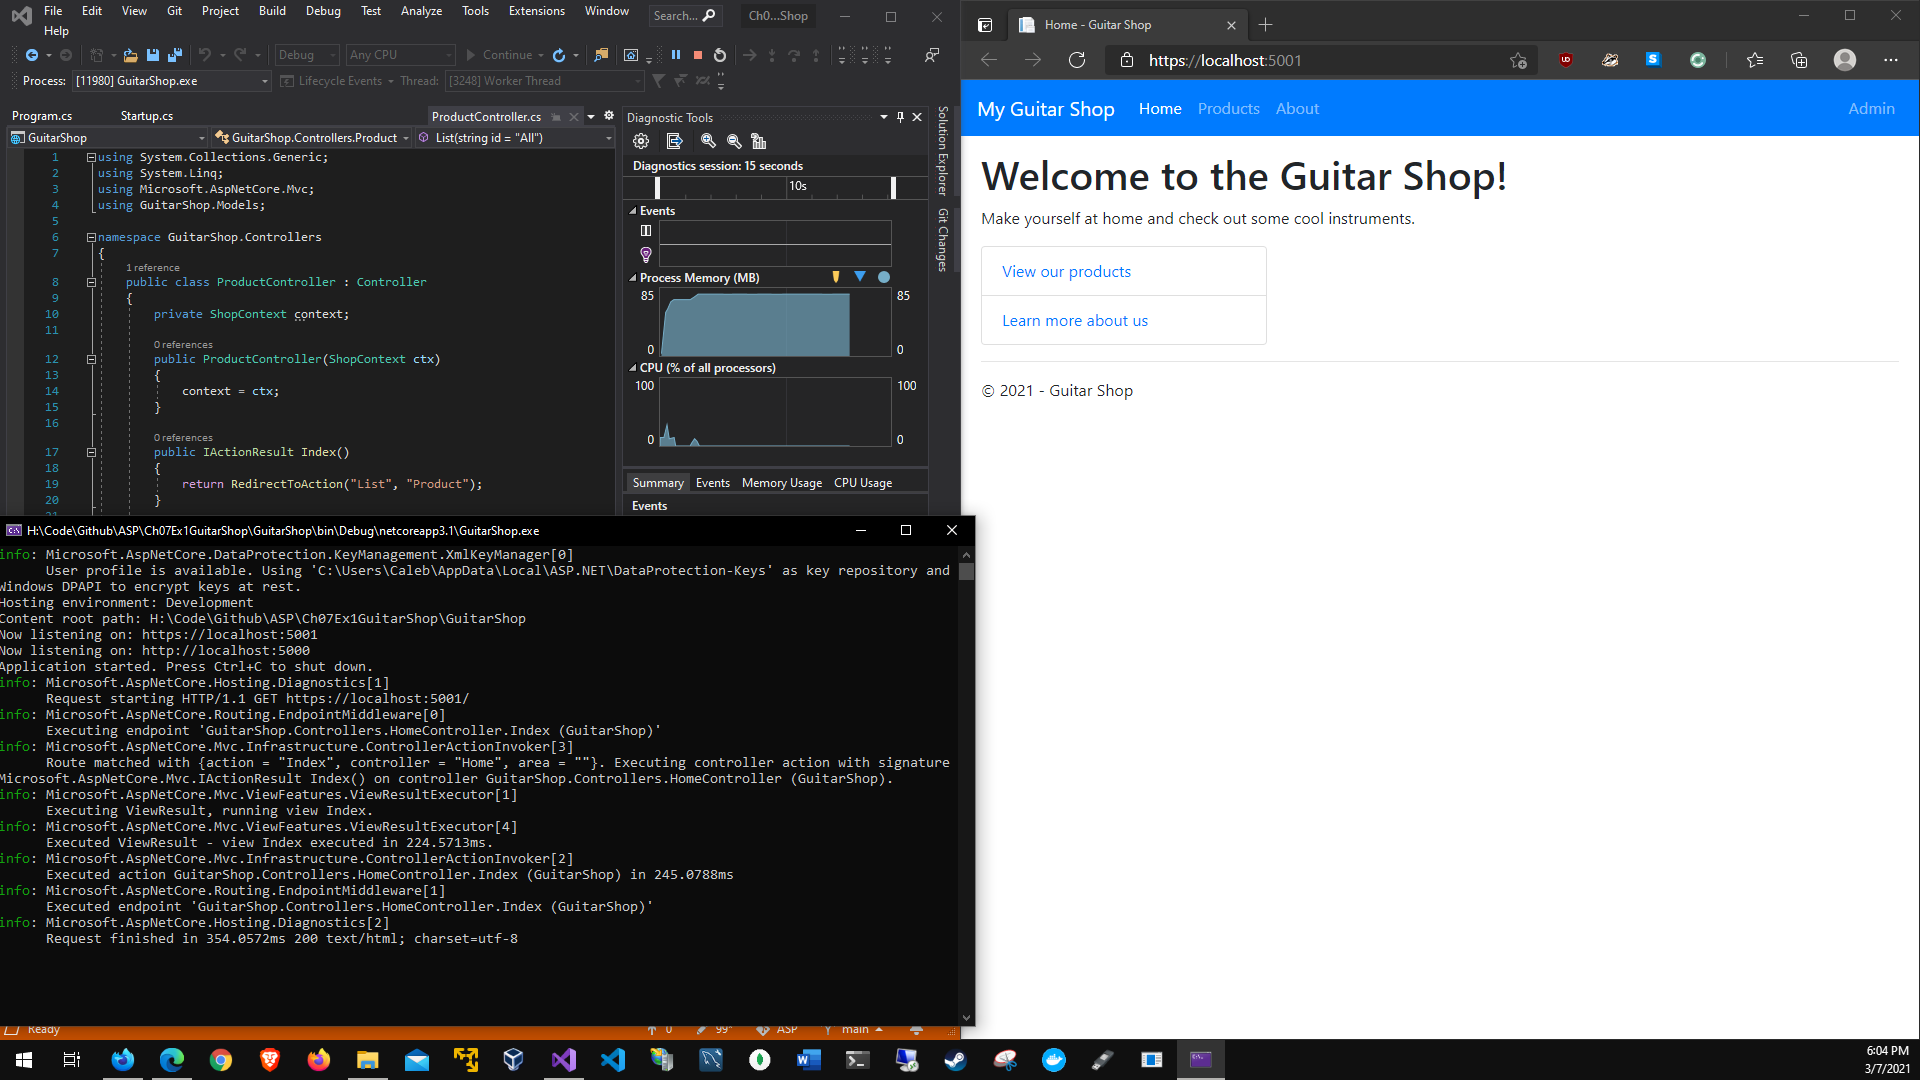 File Edit View Git Project Build Debug Test Analyze Tools Extensions Window Search... Ch0...Shop
Help
Debug Any CPU Continue
Process: [11980] GuitarShop.exe Lifecycle Events Thread: [3248] Worker Thread
Program.cs Startup.cs ProductController.cs
GuitarShop GuitarShop.Controllers.Product List(string id = "All")
1 using System.Collections.Generic;
2 using System.Linq;
3 using Microsoft.AspNetCore.Mvc;
4 using GuitarShop.Models;
5
6 namespace GuitarShop.Controllers
7 {
1 reference
8 public class ProductController : Controller
9 {
10 private ShopContext context;
11
0 references
12 public ProductController(ShopContext ctx)
13 {
14 context = ctx;
15 }
16
0 references
17 public IActionResult Index()
18 {
19 return RedirectToAction("List", "Product");
20 }
Diagnostic Tools
Diagnostics session: 15 seconds
10s
Events
Process Memory (MB)
85 85
0 0
CPU (% of all processors)
100 100
0 0
Summary Events Memory Usage CPU Usage
Events
Solution Explorer
Git Changes
H:\Code\Github\ASP\Ch07Ex1GuitarShop\GuitarShop\bin\Debug\netcoreapp3.1\GuitarShop.exe
info: Microsoft.AspNetCore.DataProtection.KeyManagement.XmlKeyManager[0]
User profile is available. Using 'C:\Users\Caleb\AppData\Local\ASP.NET\DataProtection-Keys' as key repository and
Windows DPAPI to encrypt keys at rest.
Hosting environment: Development
Content root path: H:\Code\Github\ASP\Ch07Ex1GuitarShop\GuitarShop
Now listening on: https://localhost:5001
Now listening on: http://localhost:5000
Application started. Press Ctrl+C to shut down.
info: Microsoft.AspNetCore.Hosting.Diagnostics[1]
Request starting HTTP/1.1 GET https://localhost:5001/
info: Microsoft.AspNetCore.Routing.EndpointMiddleware[0]
Executing endpoint 'GuitarShop.Controllers.HomeController.Index (GuitarShop)'
info: Microsoft.AspNetCore.Mvc.Infrastructure.ControllerActionInvoker[3]
Route matched with {action = "Index", controller = "Home", area = ""}. Executing controller action with signature
Microsoft.AspNetCore.Mvc.IActionResult Index() on controller GuitarShop.Controllers.HomeController (GuitarShop).
info: Microsoft.AspNetCore.Mvc.ViewFeatures.ViewResultExecutor[1]
Executing ViewResult, running view Index.
info: Microsoft.AspNetCore.Mvc.ViewFeatures.ViewResultExecutor[4]
Executed ViewResult - view Index executed in 224.5713ms.
info: Microsoft.AspNetCore.Mvc.Infrastructure.ControllerActionInvoker[2]
Executed action GuitarShop.Controllers.HomeController.Index (GuitarShop) in 245.0788ms
info: Microsoft.AspNetCore.Routing.EndpointMiddleware[1]
Executed endpoint 'GuitarShop.Controllers.HomeController.Index (GuitarShop)'
info: Microsoft.AspNetCore.Hosting.Diagnostics[2]
Request finished in 354.0572ms 200 text/html; charset=utf-8
Ready 0 99⁺ ASP main
Home - Guitar Shop
https://localhost:5001
My Guitar Shop Home Products About Admin
Welcome to the Guitar Shop!
Make yourself at home and check out some cool instruments.
View our products
Learn more about us
© 2021 - Guitar Shop
6:04 PM
3/7/2021